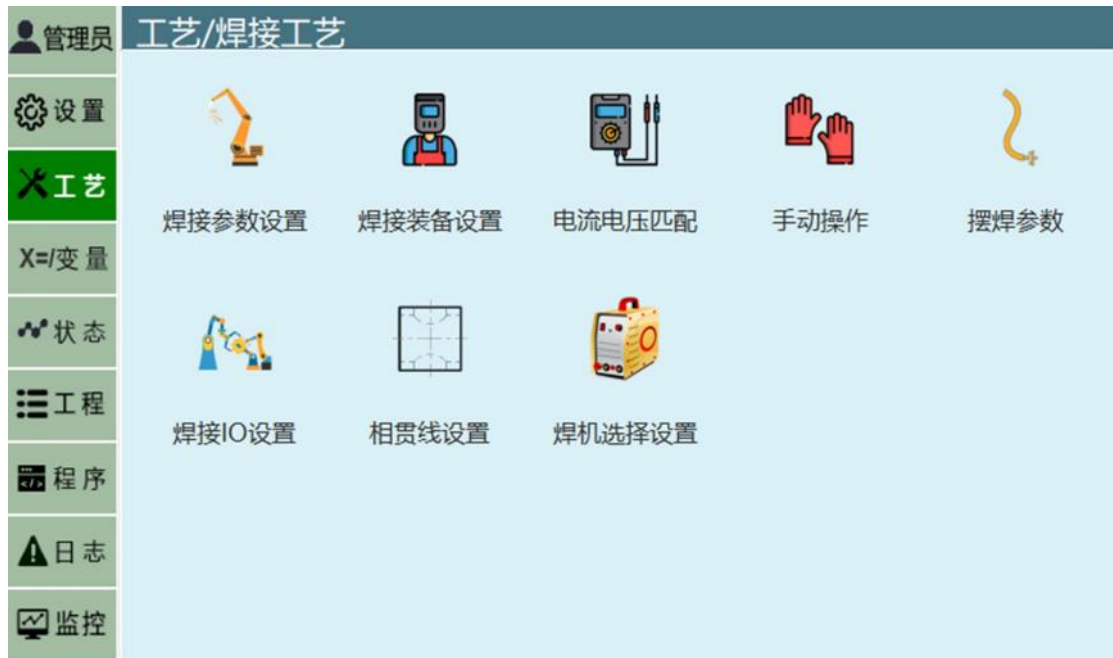 管理员
工艺/焊接工艺
设置
工艺
X=/变量
状态
工程
程序
日志
监控
焊接参数设置
焊接装备设置
电流电压匹配
手动操作
摆焊参数
焊接IO设置
相贯线设置
焊机选择设置